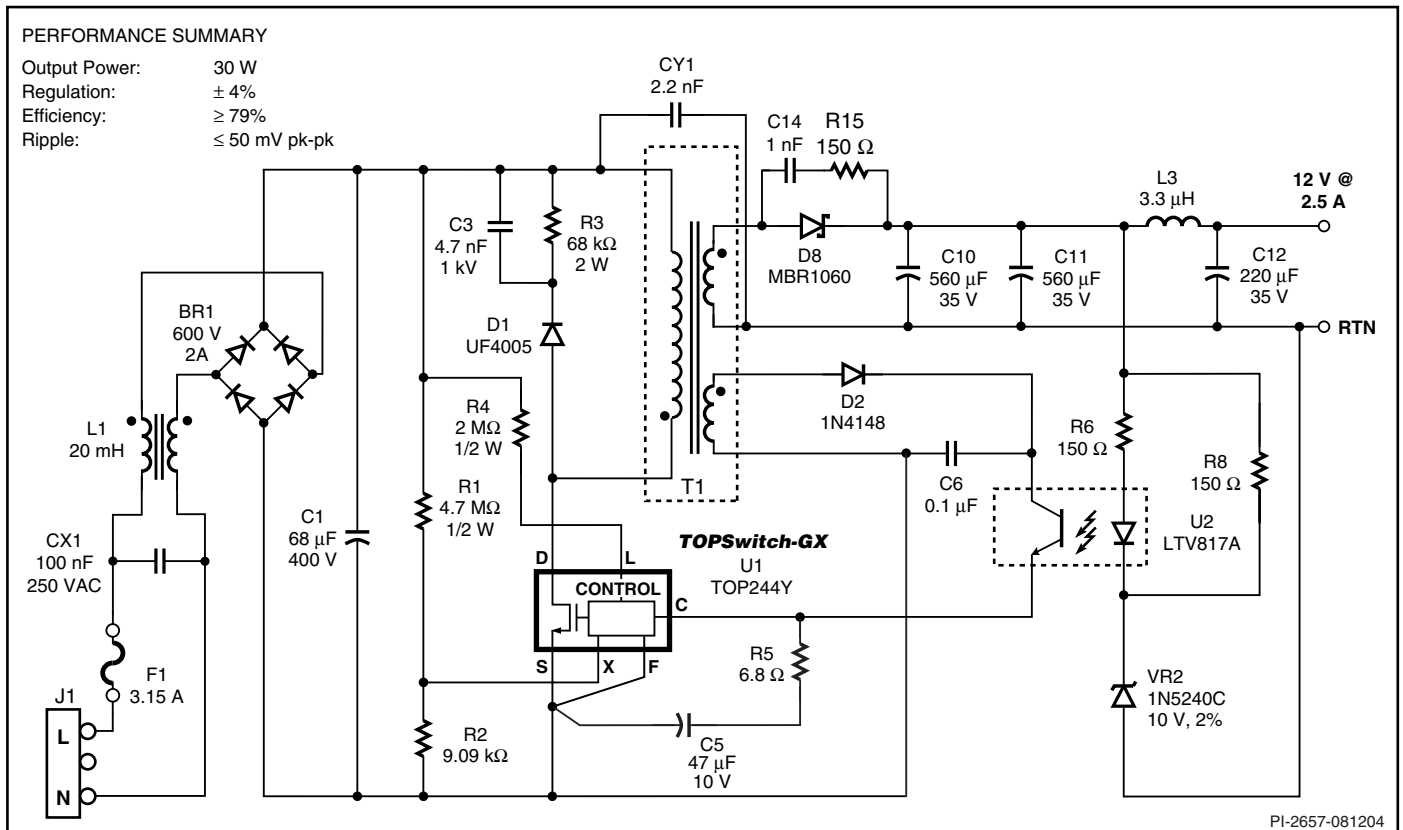 PERFORMANCE SUMMARY
Output Power: 30 W
Regulation: ± 4%
Efficiency: ≥ 79%
Ripple: ≤ 50 mV pk-pk
CY1
2.2 nF
C14
1 nF
R15
150 Ω
D8
MBR1060
L3
3.3 µH
12 V @
2.5 A
C10
560 µF
35 V
C11
560 µF
35 V
C12
220 µF
35 V
RTN
C3
4.7 nF
1 kV
R3
68 kΩ
2 W
D1
UF4005
BR1
600 V
2A
L1
20 mH
CX1
100 nF
250 VAC
F1
3.15 A
J1
L
N
C1
68 µF
400 V
R4
2 MΩ
1/2 W
R1
4.7 MΩ
1/2 W
R2
9.09 kΩ
T1
D2
1N4148
C6
0.1 µF
R6
150 Ω
R8
150 Ω
U2
LTV817A
VR2
1N5240C
10 V, 2%
TOPSwitch-GX
U1
TOP244Y
D
L
CONTROL
C
S
X
F
R5
6.8 Ω
C5
47 µF
10 V
PI-2657-081204